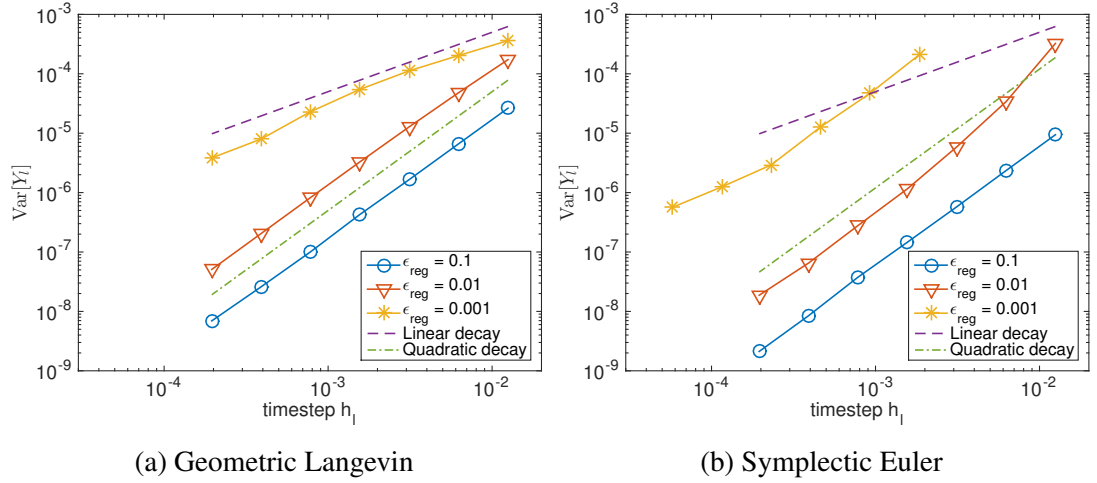 10^-3
10^-4
10^-5
10^-6
10^-7
10^-8
10^-9
Var[Y_l]
10^-4
10^-3
10^-2
timestep h_l
ϵ_reg = 0.1
ϵ_reg = 0.01
ϵ_reg = 0.001
Linear decay
Quadratic decay
(a) Geometric Langevin
10^-3
10^-4
10^-5
10^-6
10^-7
10^-8
10^-9
Var[Y_l]
10^-4
10^-3
10^-2
timestep h_l
ϵ_reg = 0.1
ϵ_reg = 0.01
ϵ_reg = 0.001
Linear decay
Quadratic decay
(b) Symplectic Euler